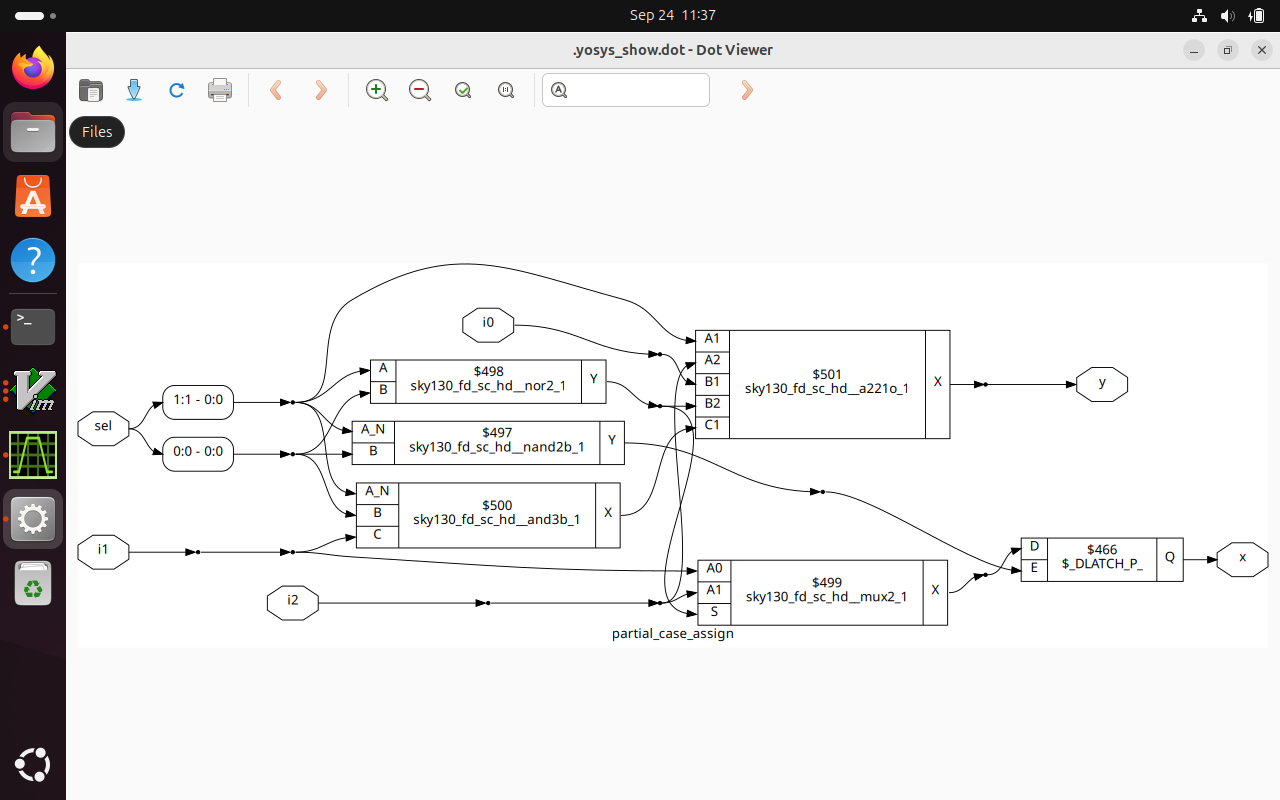 Sep 24 11:37
.yosys_show.dot - Dot Viewer
Files
i0
A1
A2
B1
B2
C1
$501
sky130_fd_sc_hd__a221o_1
X
y
A
B
$498
sky130_fd_sc_hd__nor2_1
Y
1:1 - 0:0
sel
0:0 - 0:0
A_N
B
$497
sky130_fd_sc_hd__nand2b_1
Y
A_N
B
C
$500
sky130_fd_sc_hd__and3b_1
X
i1
D
E
$466
$_DLATCH_P_
Q
x
i2
A0
A1
S
$499
sky130_fd_sc_hd__mux2_1
X
partial_case_assign